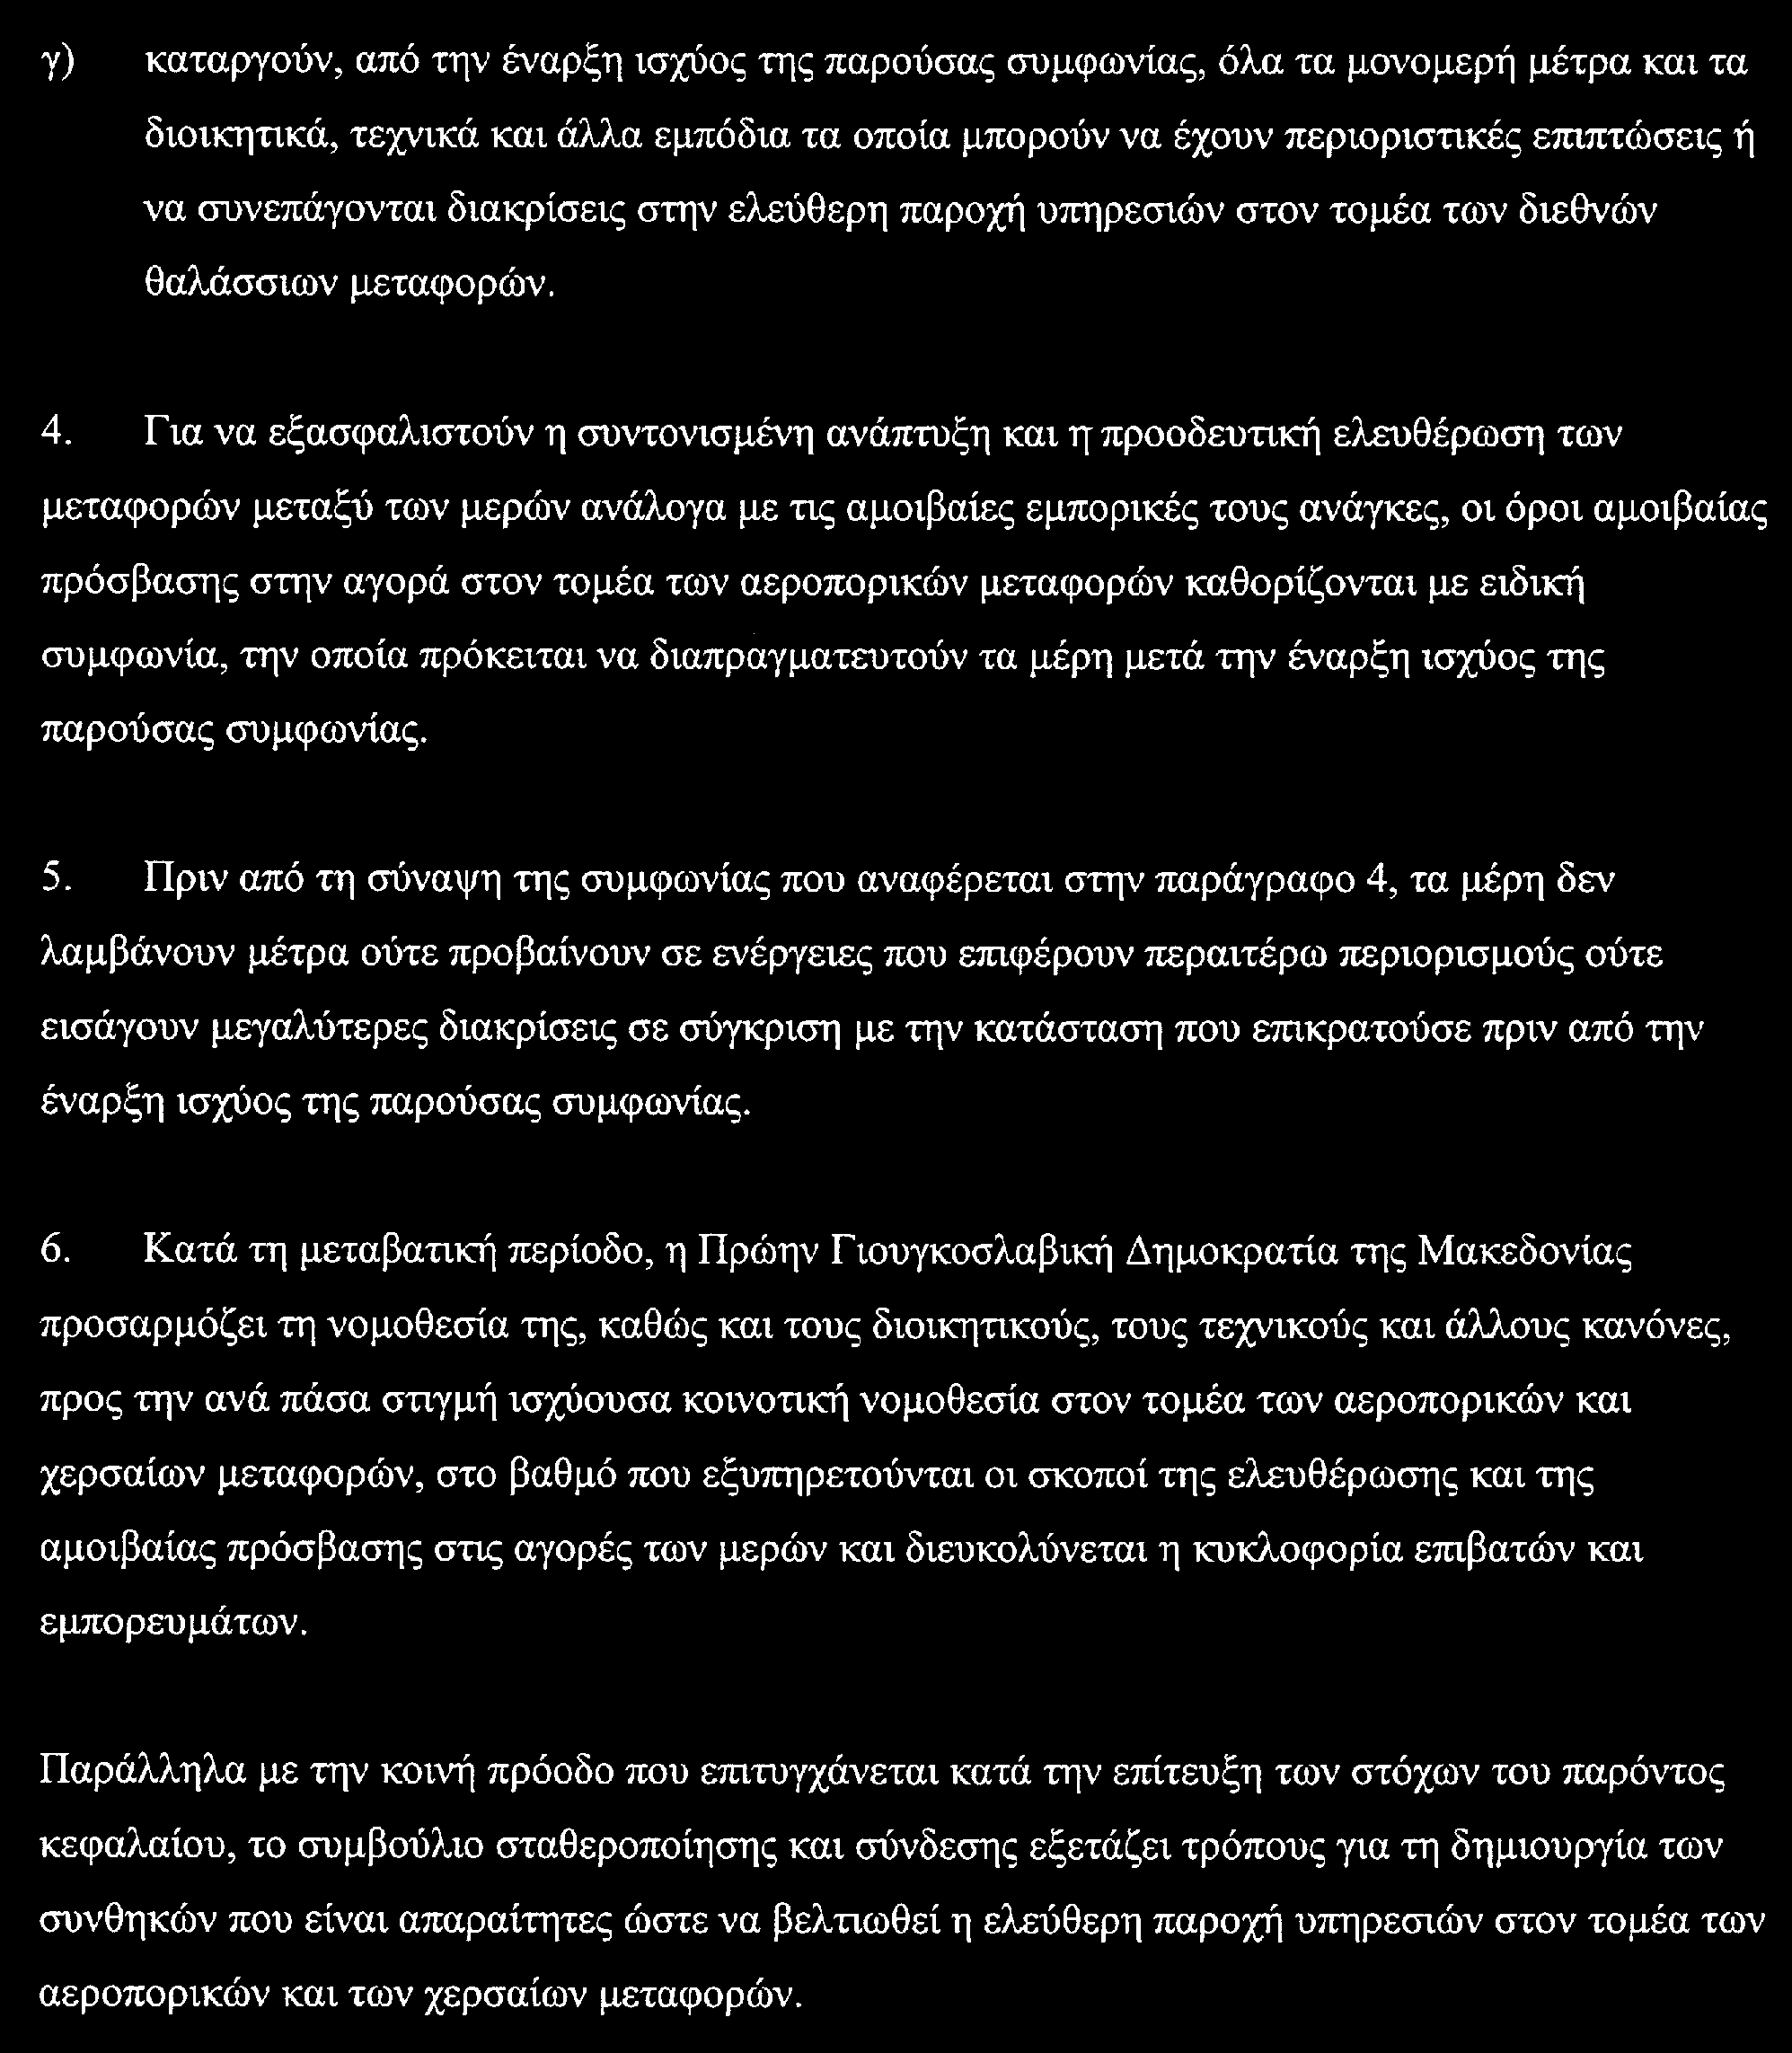 γ) καταργούν, από την έναρξη ισχύος της παρούσας συμφωνίας, όλα τα μονομερή μέτρα και τα
διοικητικά, τεχνικά και άλλα εμπόδια τα οποία μπορούν να έχουν περιοριστικές επιπτώσεις ή
να συνεπάγονται διακρίσεις στην ελεύθερη παροχή υπηρεσιών στον τομέα των διεθνών
θαλάσσιων μεταφορών.
4. Για να εξασφαλιστούν η συντονισμένη ανάπτυξη και η προοδευτική ελευθέρωση των
μεταφορών μεταξύ των μερών ανάλογα με τις αμοιβαίες εμπορικές τους ανάγκες, οι όροι αμοιβαίας
πρόσβασης στην αγορά στον τομέα των αεροπορικών μεταφορών καθορίζονται με ειδική
συμφωνία, την οποία πρόκειται να διαπραγματευτούν τα μέρη μετά την έναρξη ισχύος της
παρούσας συμφωνίας.
5. Πριν από τη σύναψη της συμφωνίας που αναφέρεται στην παράγραφο 4, τα μέρη δεν
λαμβάνουν μέτρα ούτε προβαίνουν σε ενέργειες που επιφέρουν περαιτέρω περιορισμούς ούτε
εισάγουν μεγαλύτερες διακρίσεις σε σύγκριση με την κατάσταση που επικρατούσε πριν από την
έναρξη ισχύος της παρούσας συμφωνίας.
6. Κατά τη μεταβατική περίοδο, η Πρώην Γιουγκοσλαβική Δημοκρατία της Μακεδονίας
προσαρμόζει τη νομοθεσία της, καθώς και τους διοικητικούς, τους τεχνικούς και άλλους κανόνες,
προς την ανά πάσα στιγμή ισχύουσα κοινοτική νομοθεσία στον τομέα των αεροπορικών και
χερσαίων μεταφορών, στο βαθμό που εξυπηρετούνται οι σκοποί της ελευθέρωσης και της
αμοιβαίας πρόσβασης στις αγορές των μερών και διευκολύνεται η κυκλοφορία επιβατών και
εμπορευμάτων.
Παράλληλα με την κοινή πρόοδο που επιτυγχάνεται κατά την επίτευξη των στόχων του παρόντος
κεφαλαίου, το συμβούλιο σταθεροποίησης και σύνδεσης εξετάζει τρόπους για τη δημιουργία των
συνθηκών που είναι απαραίτητες ώστε να βελτιωθεί η ελεύθερη παροχή υπηρεσιών στον τομέα των
αεροπορικών και των χερσαίων μεταφορών.